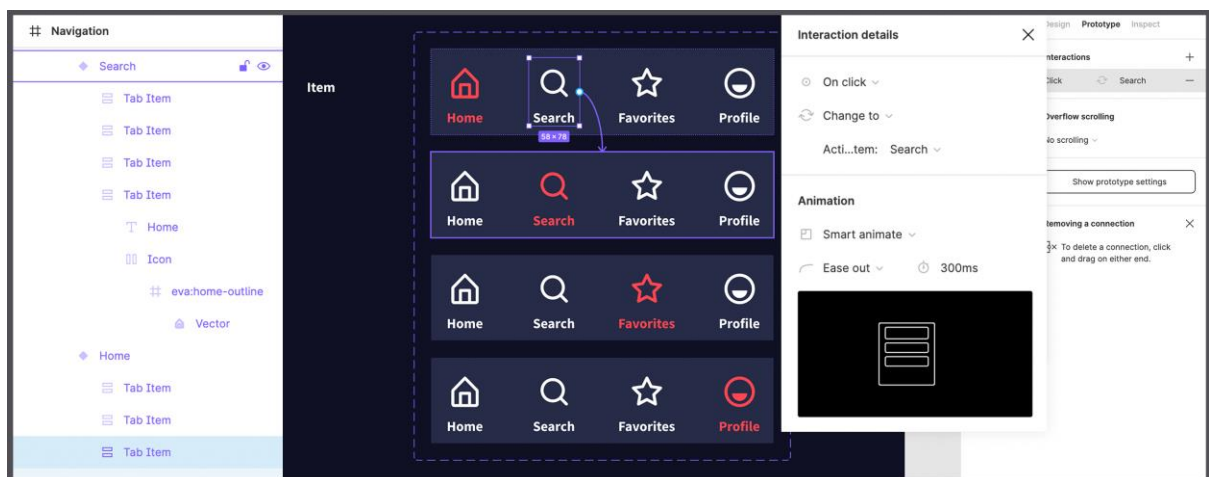 Navigation
Search
Tab Item
Tab Item
Tab Item
Tab Item
Home
Icon
eva:home-outline
Vector
Home
Tab Item
Tab Item
Tab Item
Item
Home Search Favorites Profile
58 × 78
Home Search Favorites Profile
Home Search Favorites Profile
Home Search Favorites Profile
Interaction details
On click
Change to
Acti...tem: Search
Animation
Smart animate
Ease out 300ms
Design Prototype Inspect
nteractions
Click Search
Overflow scrolling
No scrolling
Show prototype settings
Removing a connection
To delete a connection, click
and drag on either end.